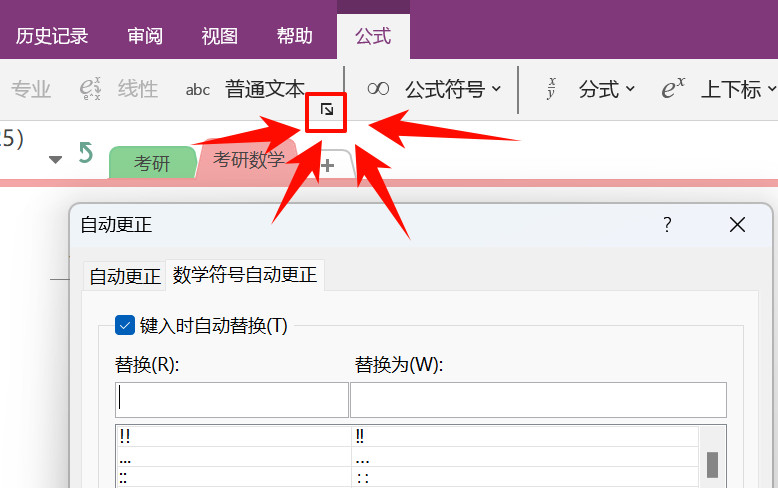 历史记录 审阅 视图 帮助 公式
专业 线性 abc 普通文本 ∞ 公式符号 x/y 分式 eˣ 上下标
5)
考研 考研数学 +
自动更正 ?
自动更正 数学符号自动更正
键入时自动替换(T)
替换(R): 替换为(W):
!! ‼
... …
:: ∷